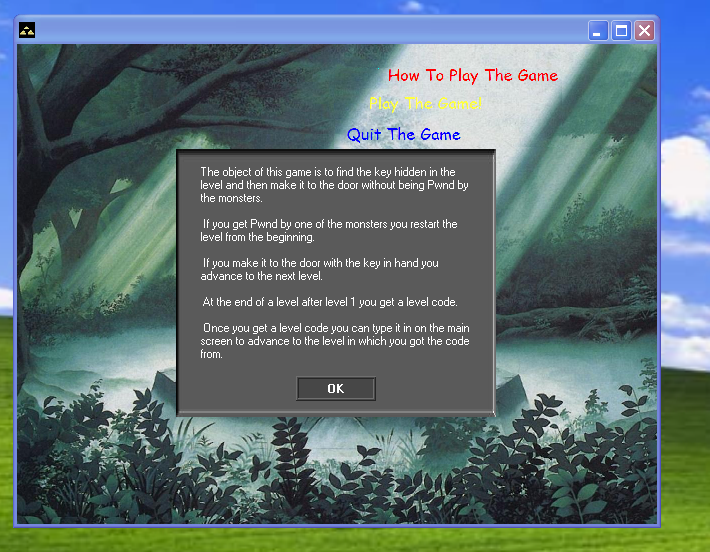 How To Play The Game
Play The Game!
Quit The Game
The object of this game is to find the key hidden in the
level and then make it to the door without being Pwnd by
the monsters.
If you get Pwnd by one of the monsters you restart the
level from the beginning.
If you make it to the door with the key in hand you
advance to the next level.
At the end of a level after level 1 you get a level code.
Once you get a level code you can type it in on the main
screen to advance to the level in which you got the code
from.
OK